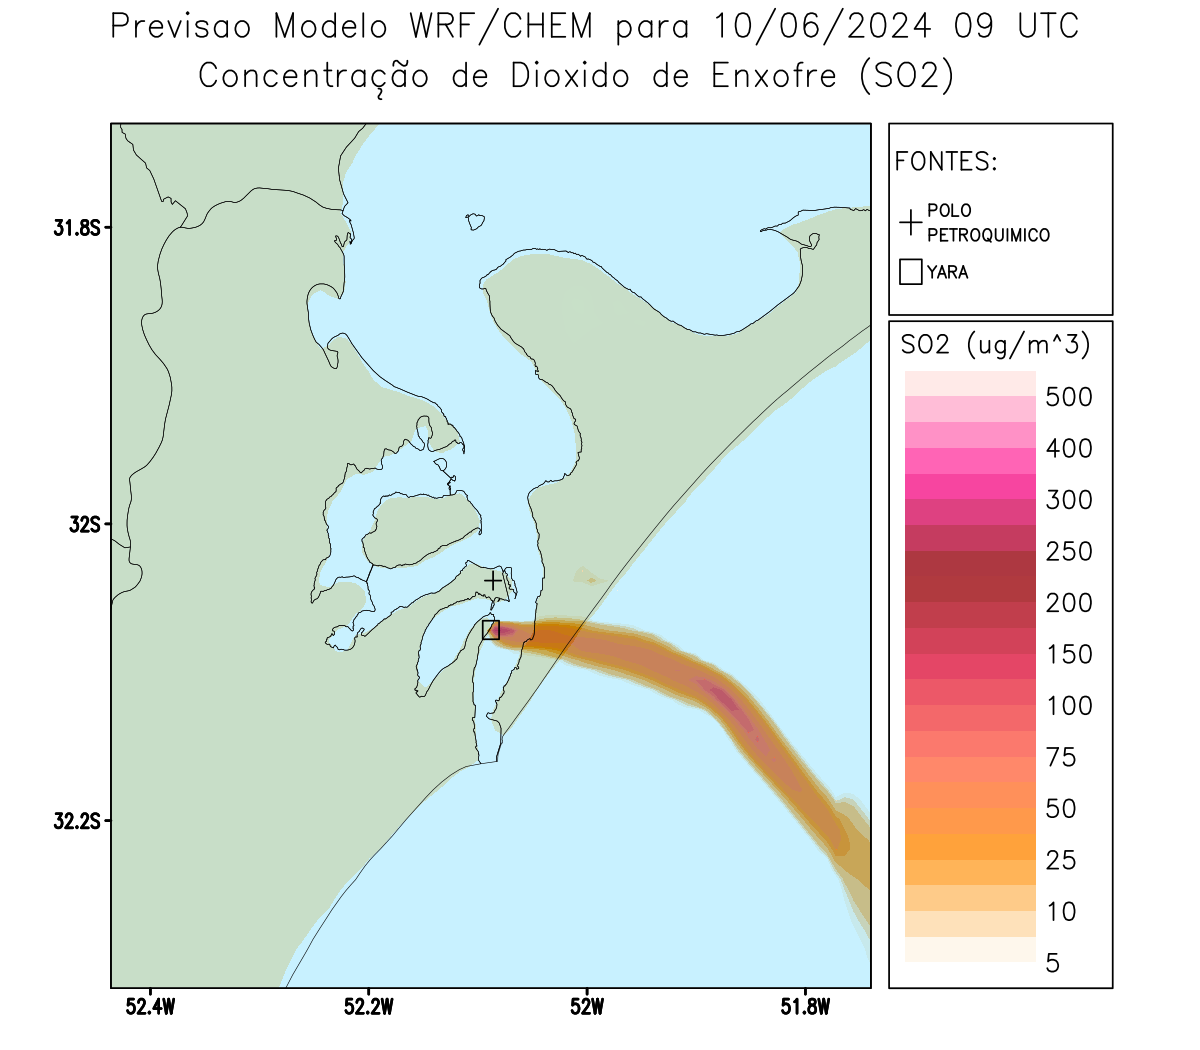 Previsao Modelo WRF/CHEM para 10/06/2024 09 UTC
Concentração de Dioxido de Enxofre (SO2)
FONTES:
POLO
PETROQUIMICO
YARA
SO2 (ug/m^3)
500
400
300
250
200
150
100
75
50
25
10
5
31.8S
32S
32.2S
52.4W
52.2W
52W
51.8W